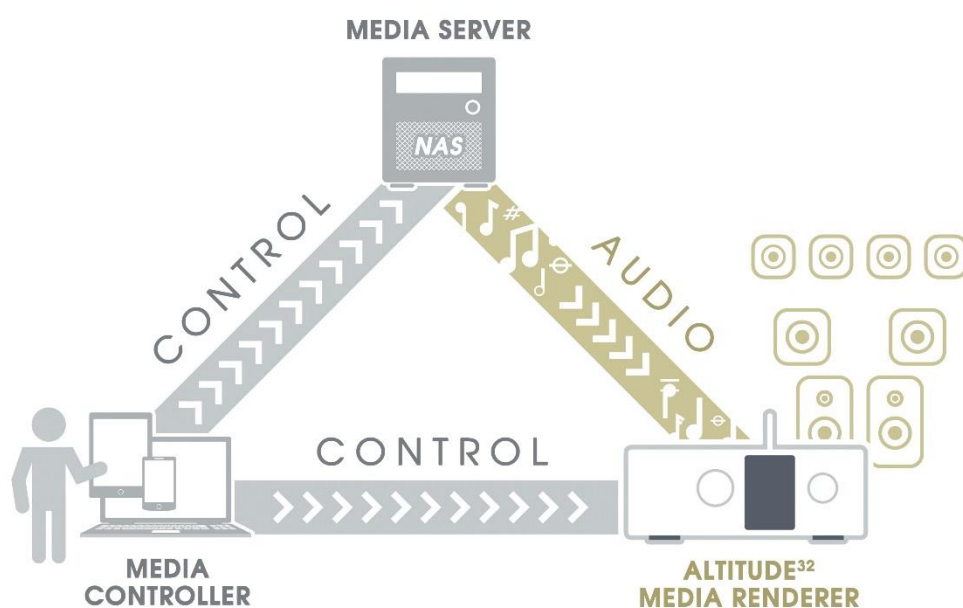 MEDIA SERVER
NAS
CONTROL
AUDIO
CONTROL
MEDIA
CONTROLLER
ALTITUDE³²
MEDIA RENDERER